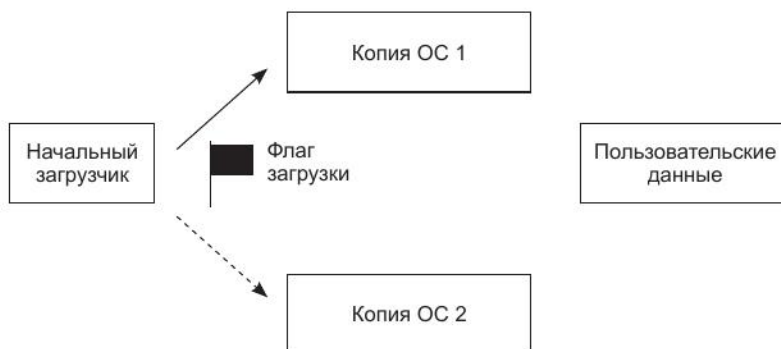 Копия ОС 1
Начальный
загрузчик
Флаг
загрузки
Пользовательские
данные
Копия ОС 2